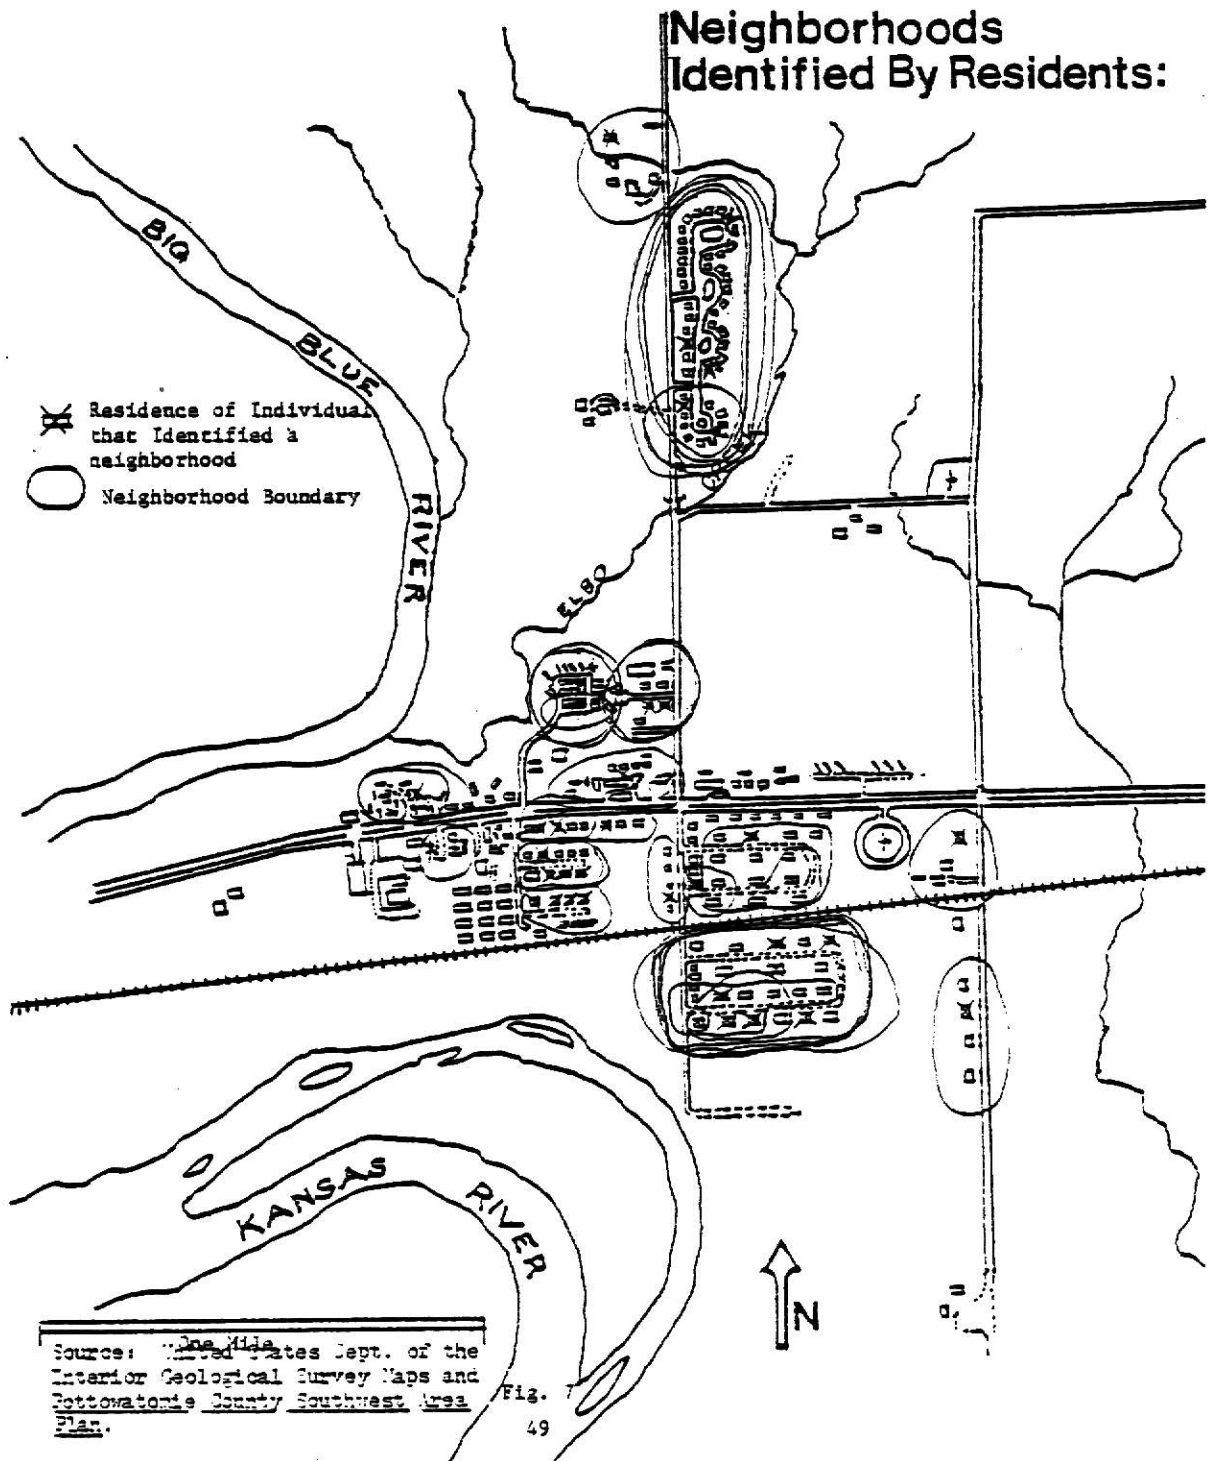 Neighborhoods
Identified By Residents:
BIG
BLUE
RIVER
Residence of Individual
that Identified a
neighborhood
Neighborhood Boundary
ELBO
KANSAS
RIVER
N
One Mile
Source: United States Dept. of the
Interior Geological Survey Maps and
Pottowatomie County Southwest Area
Plan.
Fig. 7
49